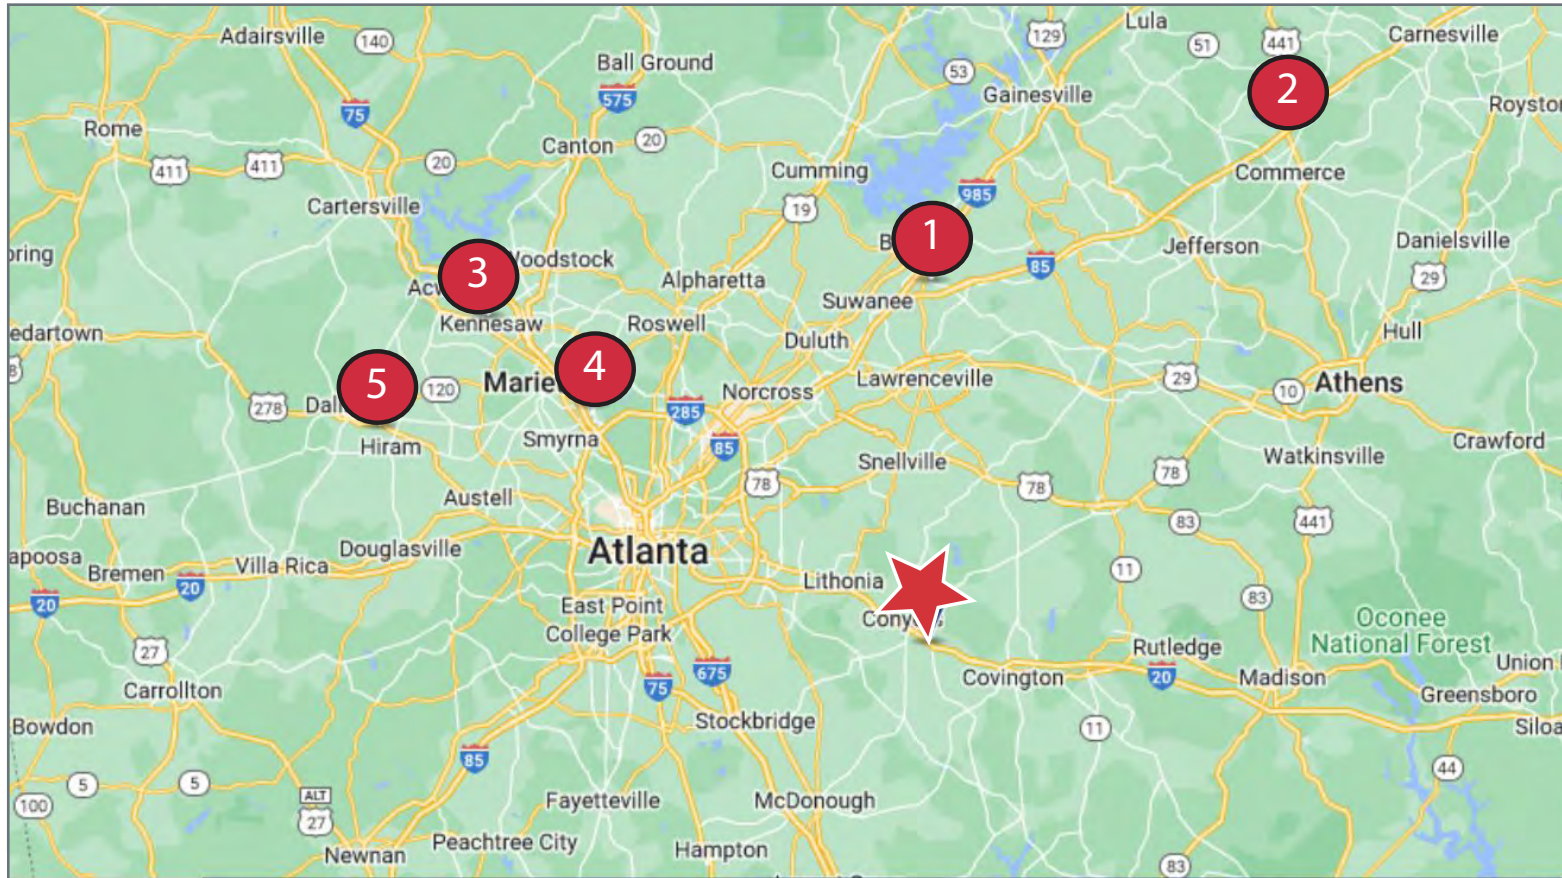 Adairsville
140
Lula
129
51
441
Carnesville
Ball Ground
53
2
575
75
Gainesville
Royston
Rome
Canton
20
411
411
20
Cumming
Commerce
985
Cartersville
19
1
Jefferson
Danielsville
3
Woodstock
85
29
Alpharetta
Suwanee
Kennesaw
Roswell
Hull
Duluth
4
5
120
Marie
Norcross
Lawrenceville
29
10
Athens
278
285
Smyrna
85
Crawford
Hiram
Watkinsville
Snellville
78
78
78
Austell
Buchanan
83
441
Douglasville
Atlanta
apoosa
Villa Rica
Bremen
20
20
Lithonia
11
83
East Point
Conyers
Oconee
National Forest
College Park
27
Rutledge
675
75
20
Covington
Madison
Union
Carrollton
Greensboro
Stockbridge
Bowdon
11
Siloa
85
44
5
5
100
ALT
27
Fayetteville
McDonough
Peachtree City
Newnan
Hampton
83